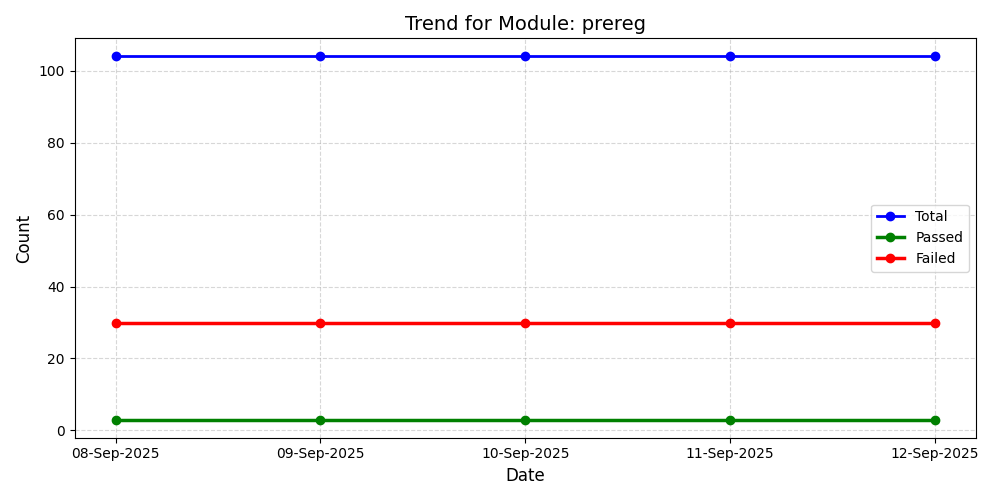 Trend for Module: prereg
Count
100
80
60
40
20
0
Total
Passed
Failed
08-Sep-2025
09-Sep-2025
10-Sep-2025
11-Sep-2025
12-Sep-2025
Date